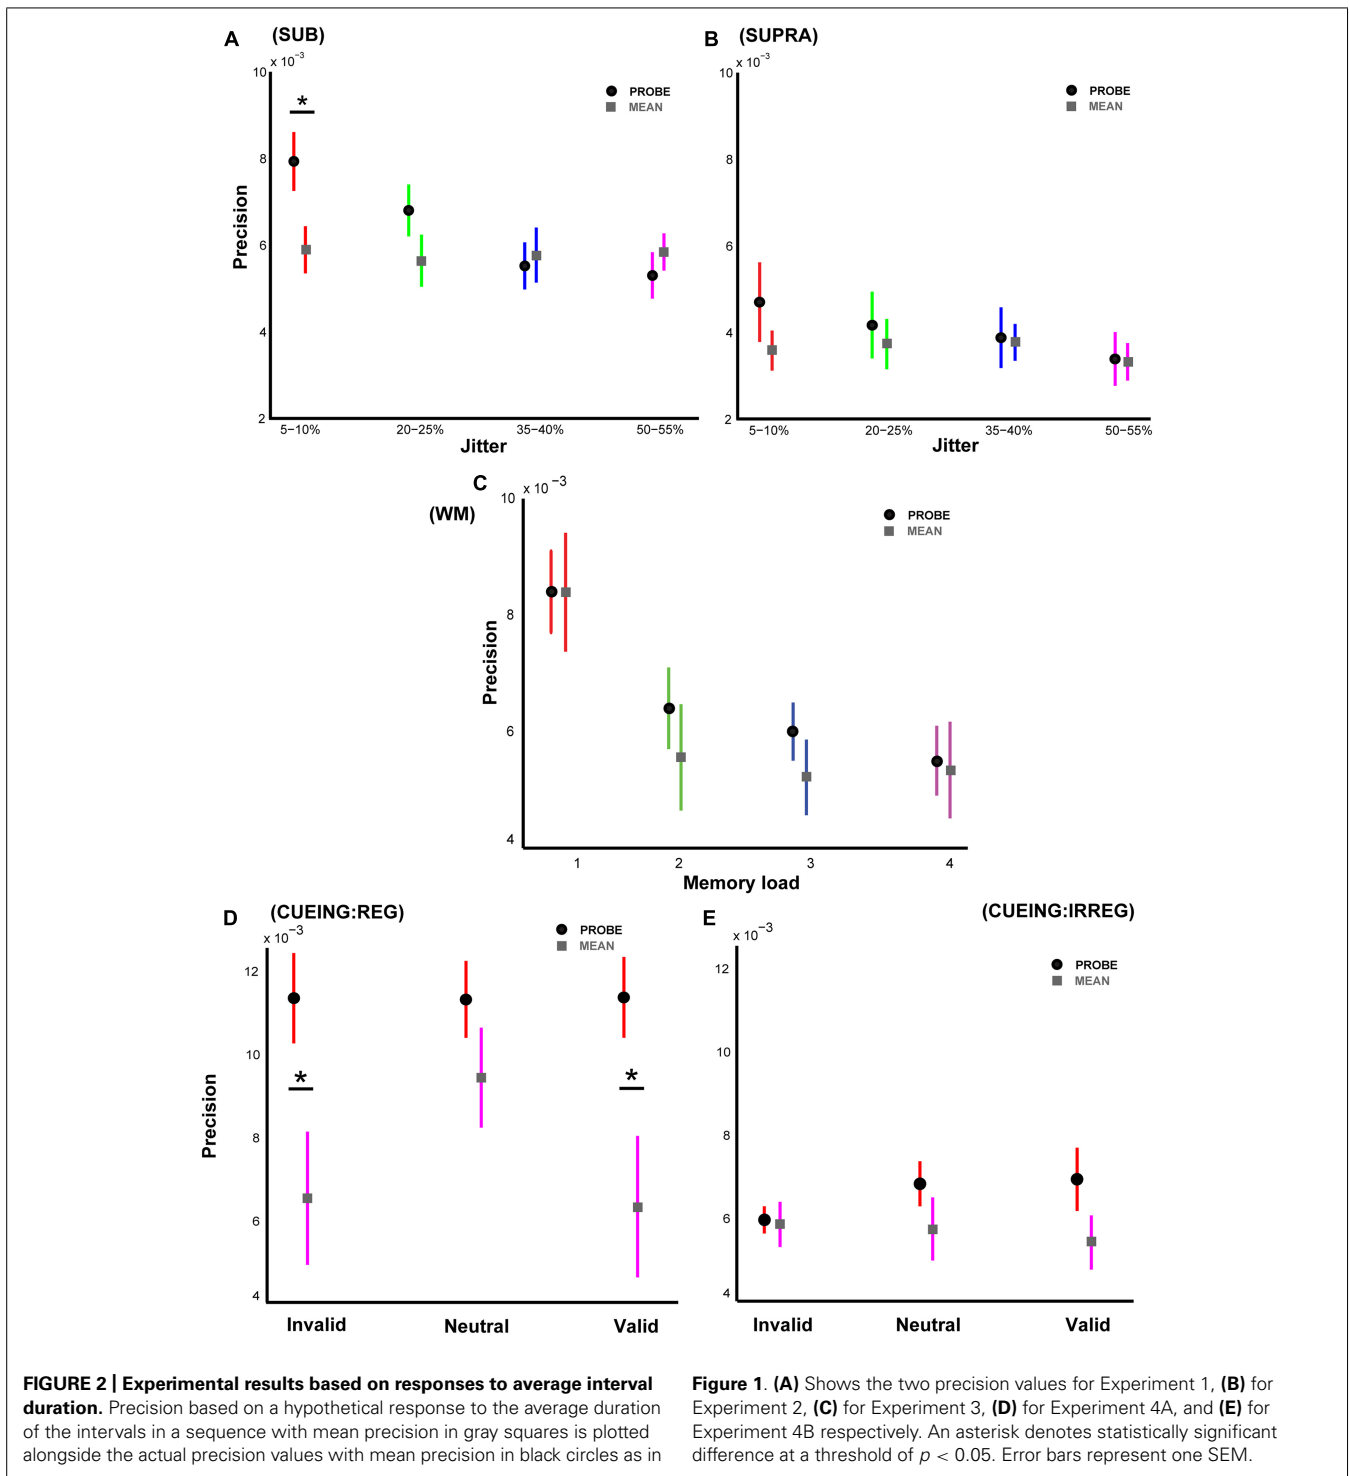 A (SUB)
x 10⁻³
10
8
6
4
2
Precision
*
PROBE
MEAN
5−10% 20−25% 35−40% 50−55%
Jitter
B (SUPRA)
x 10⁻³
10
8
6
4
2
PROBE
MEAN
5−10% 20−25% 35−40% 50−55%
Jitter
C
(WM)
x 10⁻³
10
8
6
4
Precision
PROBE
MEAN
1 2 3 4
Memory load
D (CUEING:REG)
x 10⁻³
12
10
8
6
4
Precision
PROBE
MEAN
* *
Invalid Neutral Valid
E (CUEING:IRREG)
x 10⁻³
12
10
8
6
4
PROBE
MEAN
Invalid Neutral Valid
FIGURE 2 | Experimental results based on responses to average interval
duration. Precision based on a hypothetical response to the average duration
of the intervals in a sequence with mean precision in gray squares is plotted
alongside the actual precision values with mean precision in black circles as in
Figure 1. (A) Shows the two precision values for Experiment 1, (B) for
Experiment 2, (C) for Experiment 3, (D) for Experiment 4A, and (E) for
Experiment 4B respectively. An asterisk denotes statistically significant
difference at a threshold of p < 0.05. Error bars represent one SEM.